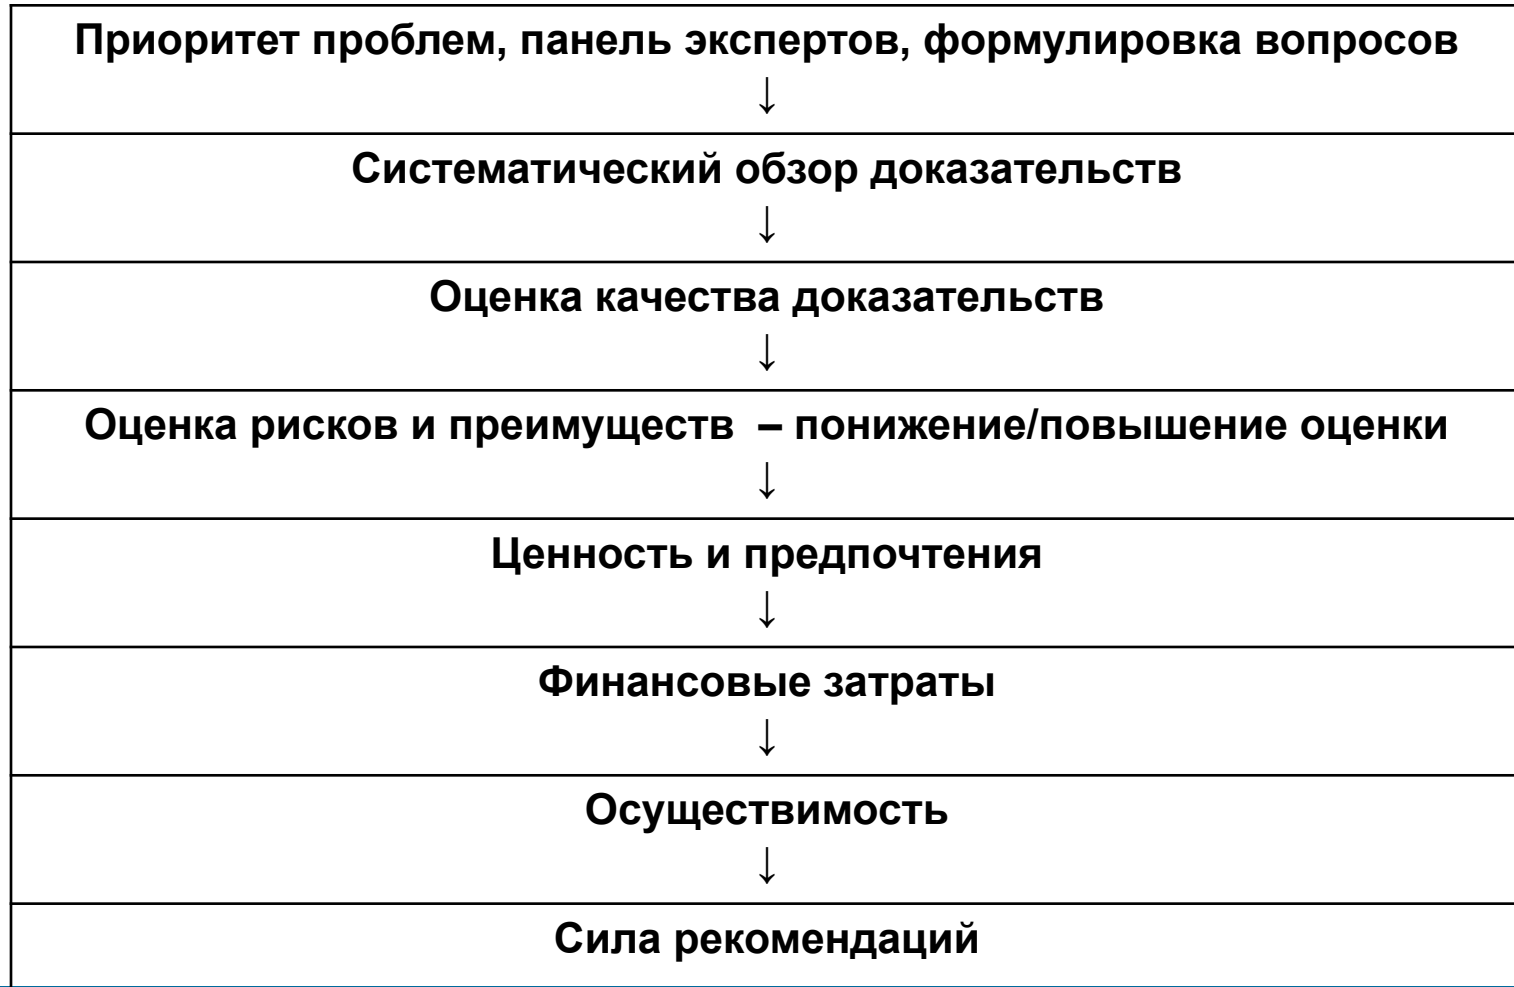 Приоритет проблем, панель экспертов, формулировка вопросов
↓
Систематический обзор доказательств
↓
Оценка качества доказательств
↓
Оценка рисков и преимуществ – понижение/повышение оценки
↓
Ценность и предпочтения
↓
Финансовые затраты
↓
Осуществимость
↓
Сила рекомендаций